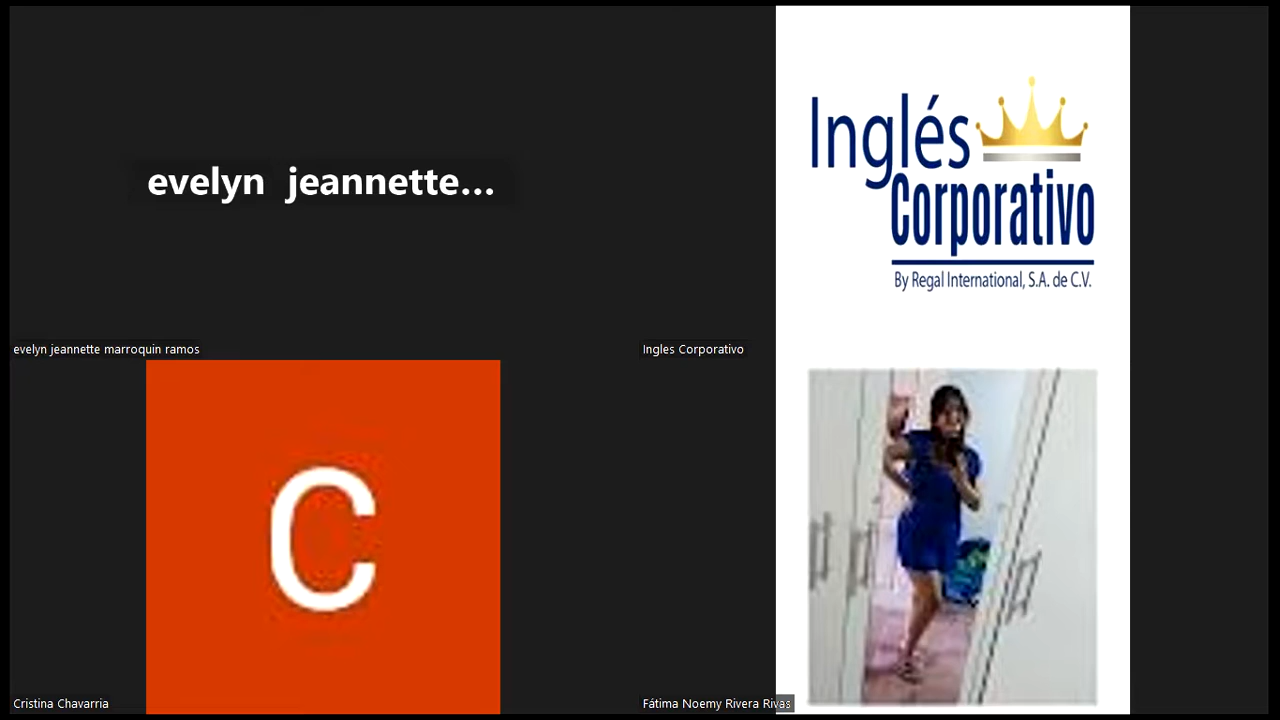 evelyn jeannette...
evelyn jeannette marroquin ramos
Inglés
Corporativo
By Regal International, S.A. de C.V.
Ingles Corporativo
C
Cristina Chavarria
Fátima Noemy Rivera Rivas